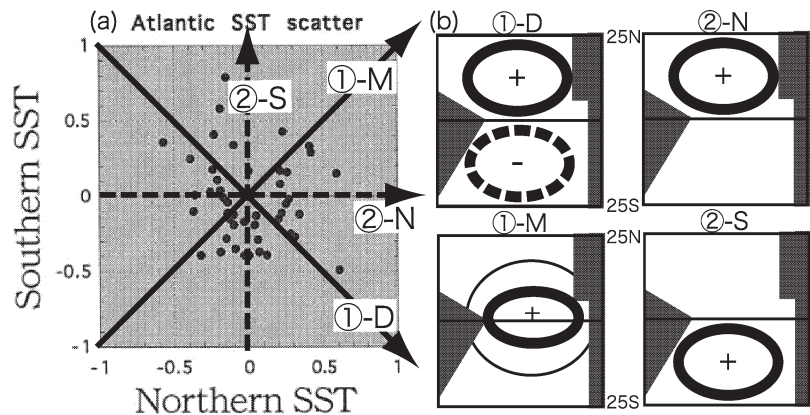 (a) Atlantic SST scatter
1
0.5
0
-0.5
-1
-1 -0.5 0 0.5 1
Southern SST
Northern SST
②-S
①-M
②-N
①-D
(b)
①-D
25N
+
-
25S
②-N
+
①-M
25N
+
25S
②-S
+